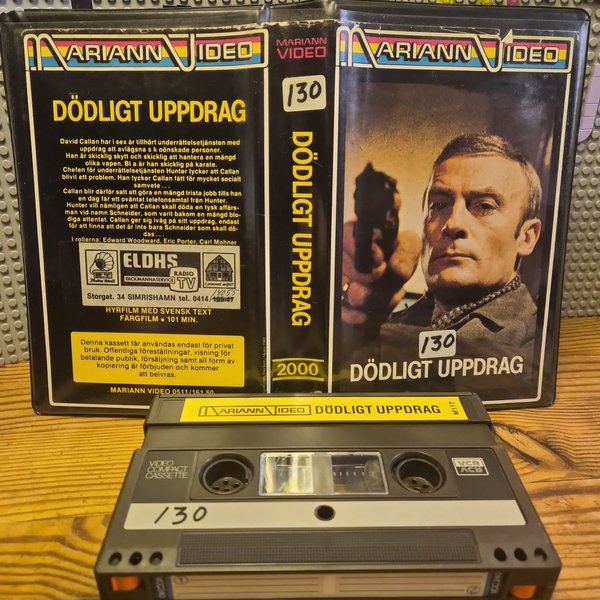 MARIANN VIDEO
DÖDLIGT UPPDRAG
David Callan har i sex år tillhört underrättelsetjänsten med
uppdrag att avlägsna s k oönskade personer.
Han är skicklig skytt och skicklig att hantera en mängd
olika vapen. Bl a är han skicklig på karate.
Chefen för underrättelsetjänsten Hunter tycker att Callan
blivit ett problem. Han tycker Callan fått för mycket socialt
samvete . . .
Callan blir därför satt att göra en mängd trista jobb tills han
en dag får ett oväntat telefonsamtal från Hunter.
Hunter vill nämligen att Callan skall döda en tysk affärs-
man vid namn Schneider, som varit bakom en mängd blo-
diga attentat. Callan ger sig iväg på sitt uppdrag, endast
för att finna att det är inte bara Schneider som skall dö-
das . . .
I rollerna: Edward Woodward, Eric Porter, Carl Mohner
ELDHS
FACKMANNASERVICE
RADIO
TV
Storgat. 34 SIMRISHAMN tel. 0414/
HYRFILM MED SVENSK TEXT
FÄRGFILM • 101 MIN.
Denna kassett får användas endast för privat
bruk. Offentliga föreställningar, visning för
betalande publik, försäljning samt all form av
kopiering är förbjuden och kommer
att beivras.
MARIANN VIDEO 0511/161 50
MARIANN
VIDEO
130
DÖDLIGT UPPDRAG
2000
MARIANN VIDEO
130
DÖDLIGT UPPDRAG
MARIANN VIDEO DÖDLIGT UPPDRAG
VIDEO
COMPACT
CASSETTE
VCR
130
1
2